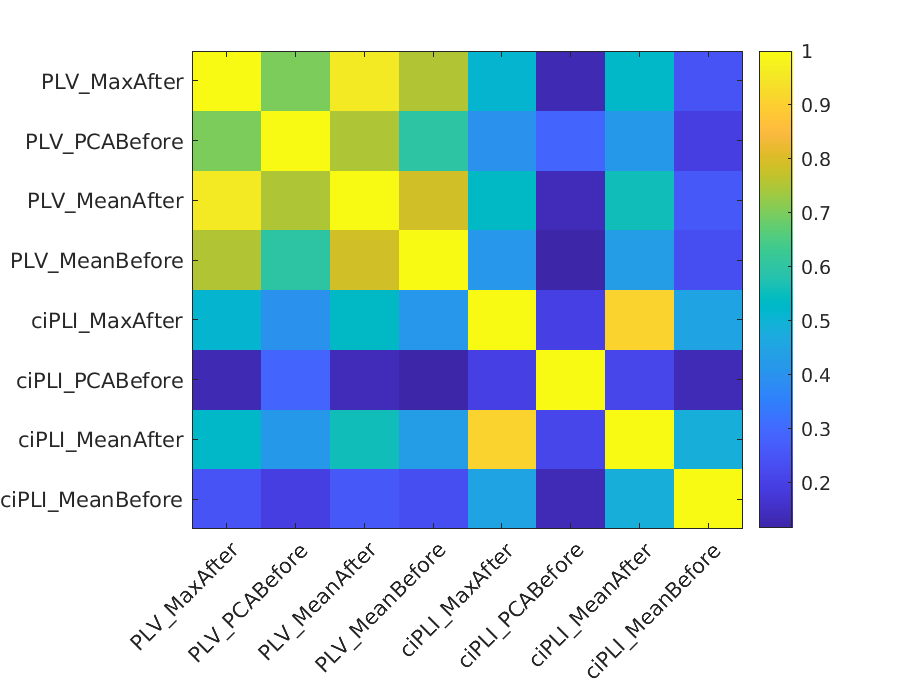 PLV_MaxAfter
PLV_PCABefore
PLV_MeanAfter
PLV_MeanBefore
ciPLI_MaxAfter
ciPLI_PCABefore
ciPLI_MeanAfter
ciPLI_MeanBefore
PLV_MaxAfter
PLV_PCABefore
PLV_MeanAfter
PLV_MeanBefore
ciPLI_MaxAfter
ciPLI_PCABefore
ciPLI_MeanAfter
ciPLI_MeanBefore
1
0.9
0.8
0.7
0.6
0.5
0.4
0.3
0.2